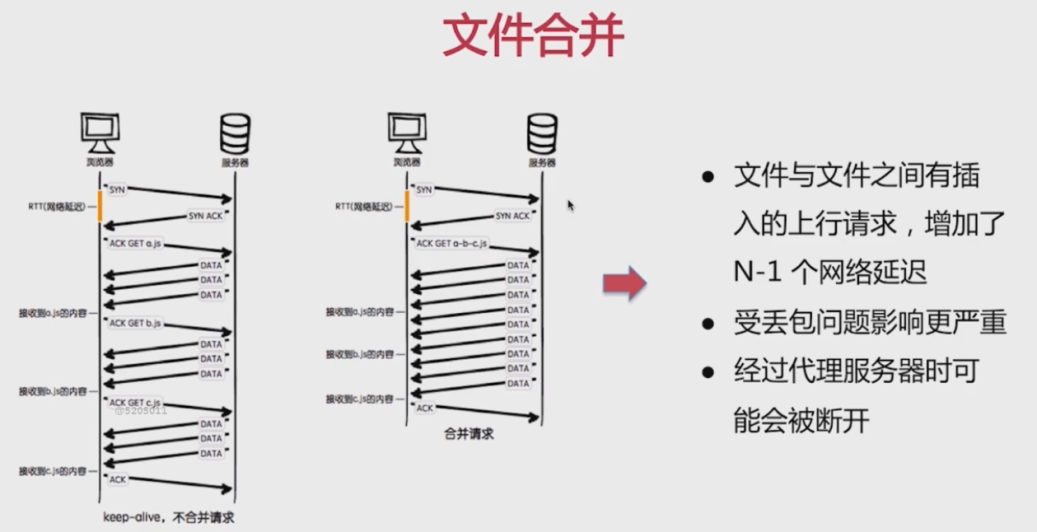 文件合并
浏览器
服务器
SYN
RTT(网络延迟)
SYN ACK
ACK GET a.js
DATA
DATA
DATA
接收到a.js的内容
ACK GET b.js
DATA
DATA
DATA
接收到b.js的内容
ACK GET c.js
@5205011
DATA
DATA
DATA
接收到c.js的内容
ACK
keep-alive，不合并请求
浏览器
服务器
SYN
RTT(网络延迟)
SYN ACK
ACK GET a-b-c.js
DATA
DATA
DATA
接收到a.js的内容
DATA
DATA
DATA
接收到b.js的内容
DATA
DATA
DATA
接收到c.js的内容
ACK
合并请求
● 文件与文件之间有插
入的上行请求，增加了
N-1 个网络延迟
● 受丢包问题影响更严重
● 经过代理服务器时可
能会被断开